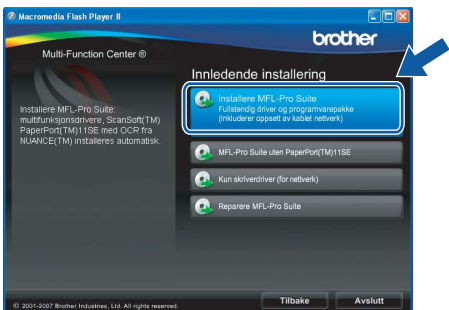 Macromedia Flash Player 8
brother
Multi-Function Center ®
Innledende installering
Installere MFL-Pro Suite:
multifunksjonsdrivere, ScanSoft(TM)
PaperPort(TM)11SE med OCR fra
NUANCE(TM) installeres automatisk.
Installere MFL-Pro Suite
Fullstendig driver og programvarepakke
(Inkluderer oppsett av kablet nettverk)
MFL-Pro Suite uten PaperPort(TM)11SE
Kun skriverdriver (for nettverk)
Reparere MFL-Pro Suite
Tilbake
Avslutt
© 2001-2007 Brother Industries, Ltd. All rights reserved.